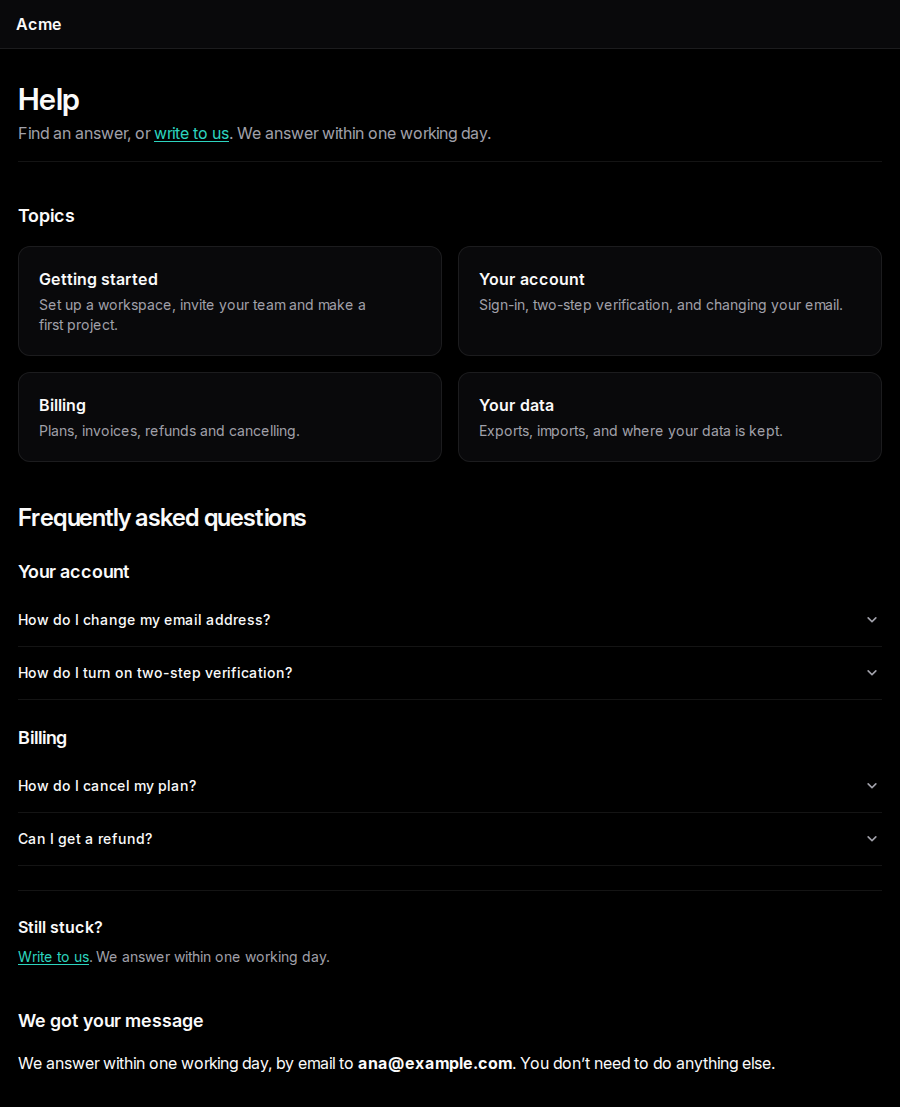 Acme
Help
Find an answer, or write to us. We answer within one working day.
Topics
Getting started
Set up a workspace, invite your team and make a
first project.
Your account
Sign-in, two-step verification, and changing your email.
Billing
Plans, invoices, refunds and cancelling.
Your data
Exports, imports, and where your data is kept.
Frequently asked questions
Your account
How do I change my email address?
How do I turn on two-step verification?
Billing
How do I cancel my plan?
Can I get a refund?
Still stuck?
Write to us. We answer within one working day.
We got your message
We answer within one working day, by email to ana@example.com. You don’t need to do anything else.